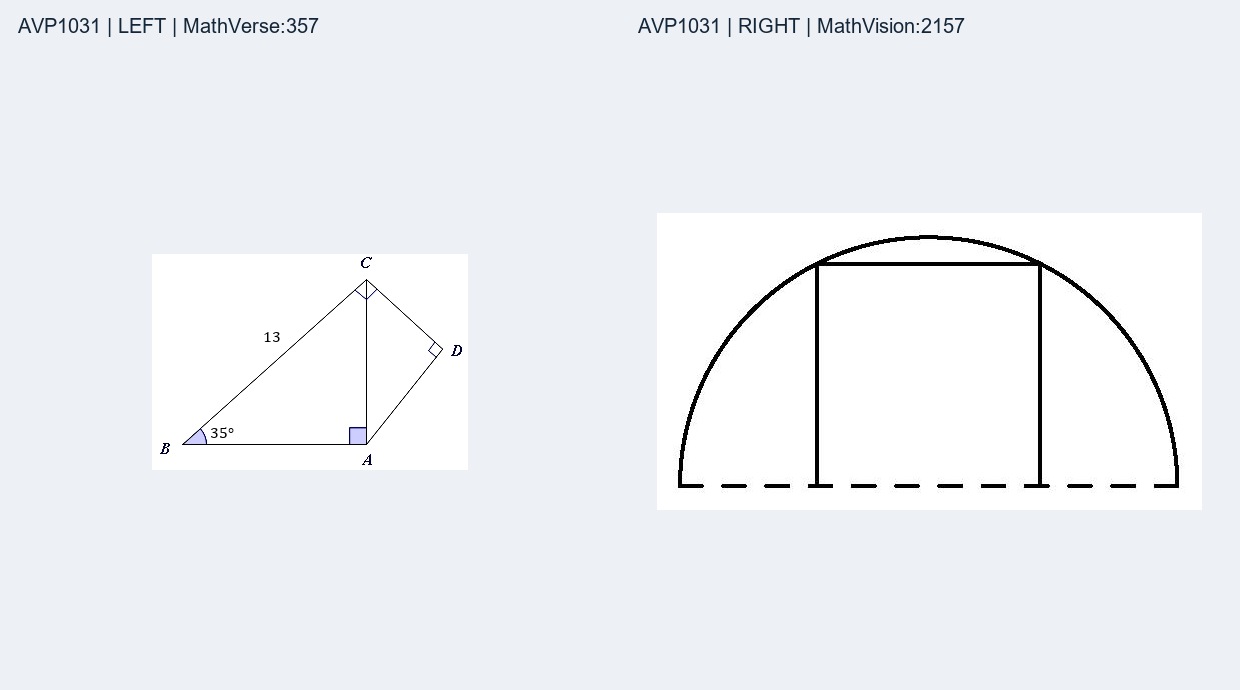 AVP1031 | LEFT | MathVerse:357
AVP1031 | RIGHT | MathVision:2157
C
13
D
35°
B
A